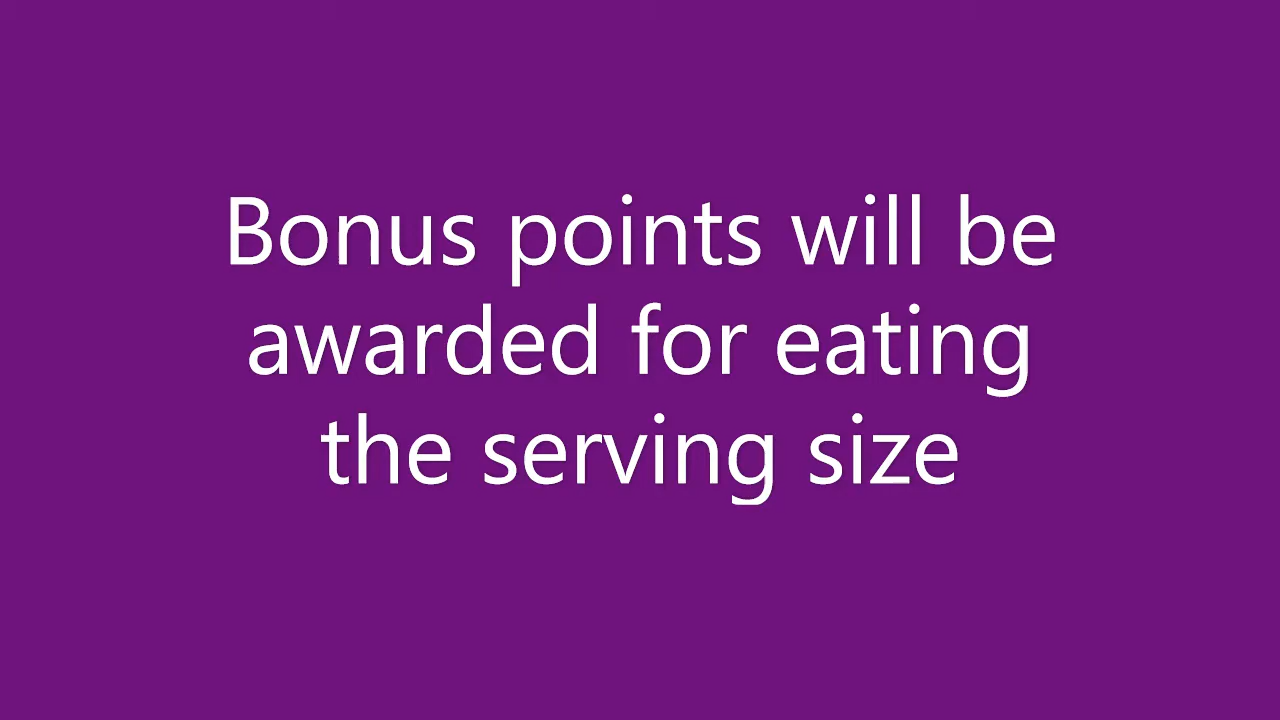 Bonus points will be
awarded for eating
the serving size